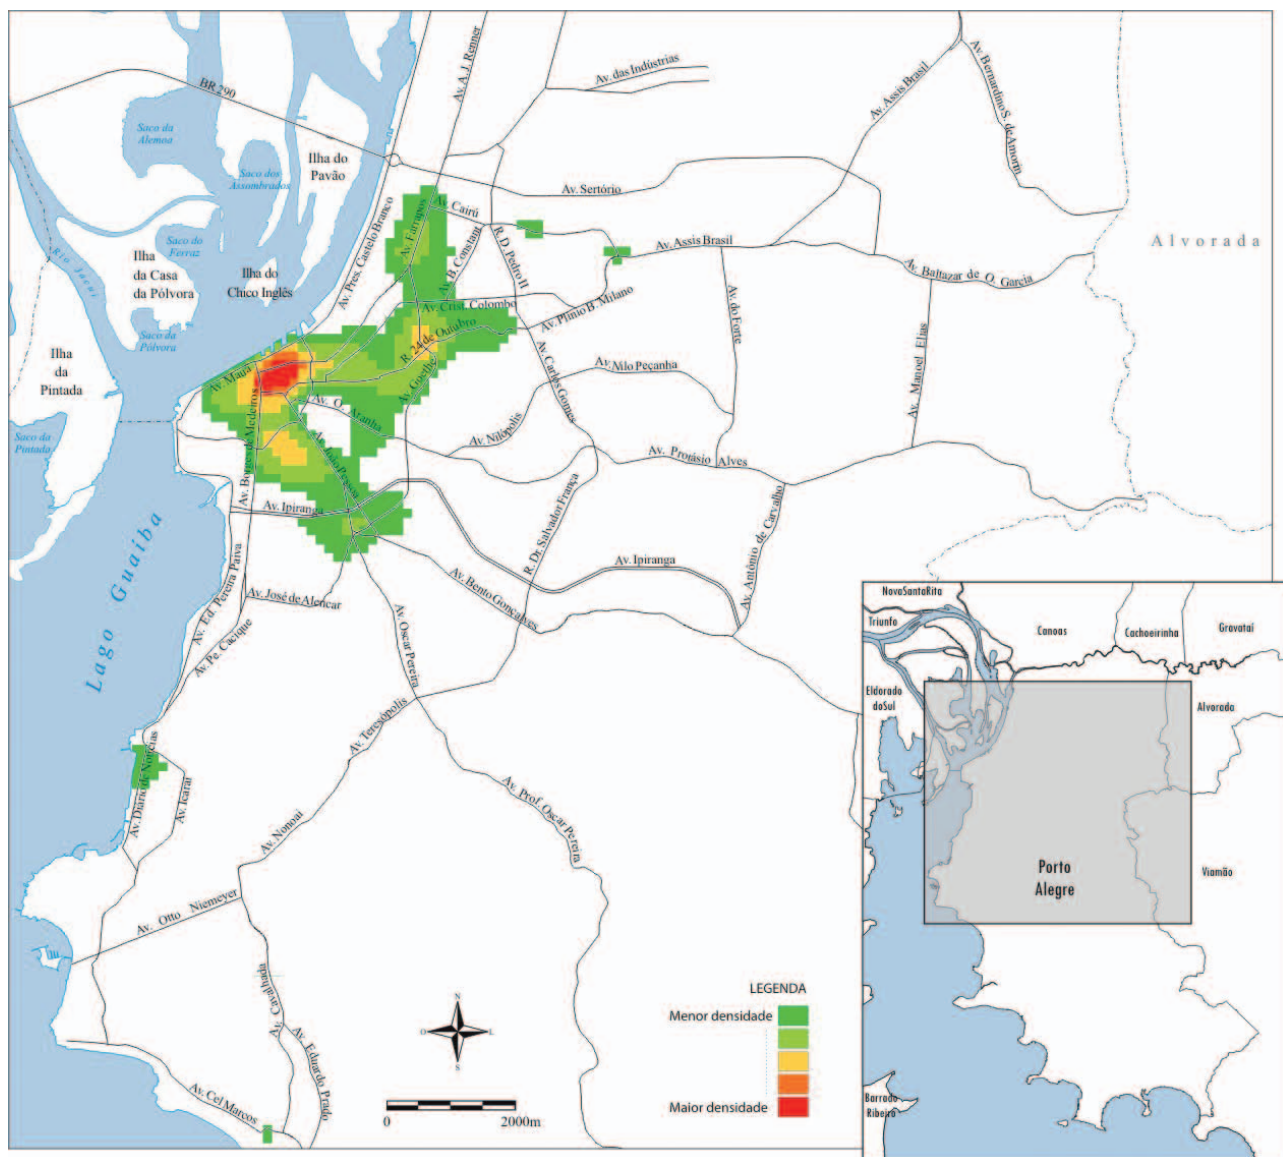 Av. A. J. Renner
Av. das Indústrias
Av. Assis Brasil
Av. Bernardino S. de Amorm
BR 290
Saco da
Alemoa
Ilha do
Pavão
Saco dos
Assombrados
Av. Sertório
Av. Pres. Castelo Branco
Av. Farrapos
Av. Cairú
Av. B. Constant
R. D. Pedro II
Av. Assis Brasil
Alvorada
Av. Baltazar de O. Garcia
Rio Jacuí
Saco do
Ferraz
Ilha
da Casa
da Pólvora
Ilha do
Chico Inglês
Av. Crist. Colombo
Av. Plínio B. Milano
Av. do Forte
Av. Manoel Elias
Saco da
Pólvora
R. 24 de Outubro
Ilha
da
Pintada
Av. Mauá
Av. Goethe
Av. Carlos Gomes
Av. Nilo Peçanha
Av. Borges de Medeiros
Av. O. Aranha
Av. João Pessoa
Av. Nilópolis
Saco da
Pintada
Av. Protásio Alves
Av. Ipiranga
R. Dr. Salvador França
Av. Antônio de Carvalho
Lago Guaíba
Av. Ed. Pereira Paiva
Av. Ipiranga
Av. Bento Gonçalves
Av. José de Alencar
Av. Pe. Cacique
Av. Oscar Pereira
Av. Teresópolis
Av. Diário de Notícias
Av. Icaraí
Av. Nonoai
Av. Prof. Oscar Pereira
Av. Otto Niemeyer
Av. Cavalhada
Av. Eduardo Prado
Av. Cel Marcos
N
O
L
S
0
2000m
LEGENDA
Menor densidade
Maior densidade
Nova Santa Rita
Triunfo
Canoas
Cachoeirinha
Gravataí
Eldorado
do Sul
Alvorada
Porto
Alegre
Viamão
Barra do
Ribeiro